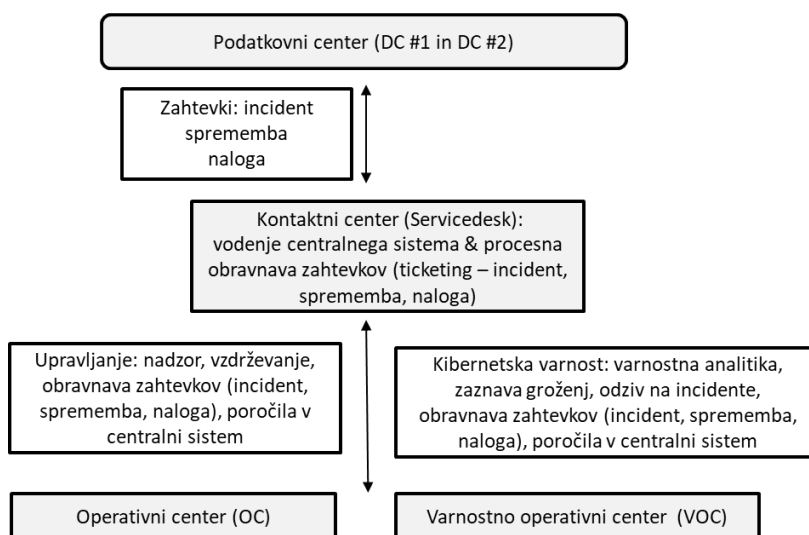 Podatkovni center (DC #1 in DC #2)
Zahtevki: incident
sprememba
naloga
Kontaktni center (Servicedesk):
vodenje centralnega sistema & procesna
obravnava zahtevkov (ticketing – incident,
sprememba, naloga)
Upravljanje: nadzor, vzdrževanje,
obravnava zahtevkov (incident,
sprememba, naloga), poročila v
centralni sistem
Kibernetska varnost: varnostna analitika,
zaznava groženj, odziv na incidente,
obravnava zahtevkov (incident, sprememba,
naloga), poročila v centralni sistem
Operativni center (OC)
Varnostno operativni center (VOC)